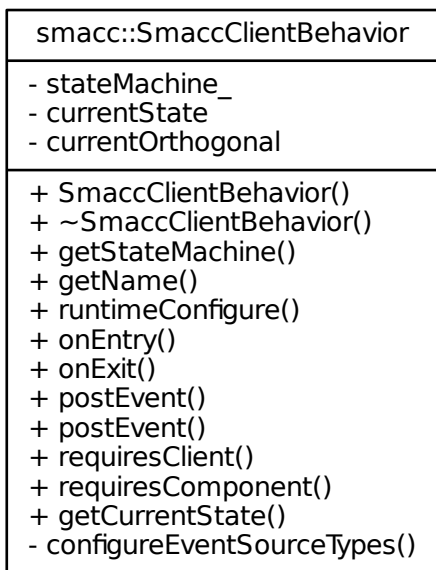 smacc::SmaccClientBehavior
- stateMachine_
- currentState
- currentOrthogonal
+ SmaccClientBehavior()
+ ~SmaccClientBehavior()
+ getStateMachine()
+ getName()
+ runtimeConfigure()
+ onEntry()
+ onExit()
+ postEvent()
+ postEvent()
+ requiresClient()
+ requiresComponent()
+ getCurrentState()
- configureEventSourceTypes()